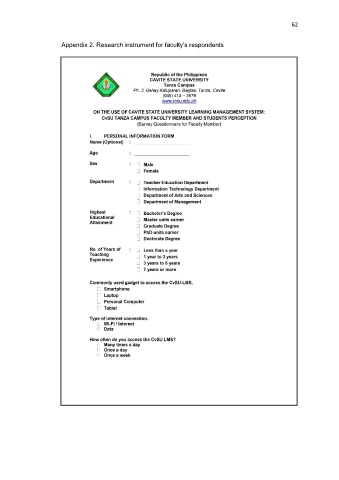 62
Appendix 2. Research instrument for faculty's respondents
Republic of the Philippines
CAVITE STATE UNIVERSITY
Tanza Campus
Ph. 2, Bahay Katuparan, Bagtas, Tanza, Cavite
(046) 414 – 3979
www.cvsu.edu.ph
ON THE USE OF CAVITE STATE UNIVERSITY LEARNING MANAGEMENT SYSTEM:
CvSU TANZA CAMPUS FACULTY MEMBER AND STUDENTS PERCEPTION
(Survey Questionnaire for Faculty Member)
I. PERSONAL INFORMATION FORM
Name (Optional) :
Age :
Sex : Male
Female
Department : Teacher Education Department
Information Technology Department
Department of Arts and Sciences
Department of Management
Highest : Bachelor's Degree
Educational Master units earner
Attainment Graduate Degree
PhD units earner
Doctorate Degree
No. of Years of : Less than a year
Teaching 1 year to 3 years
Experience 3 years to 6 years
7 years or more
Commonly used gadget to access the CvSU-LMS.
Smartphone
Laptop
Personal Computer
Tablet
Type of internet connection.
Wi-Fi / Internet
Data
How often do you access the CvSU LMS?
Many times a day
Once a day
Once a week